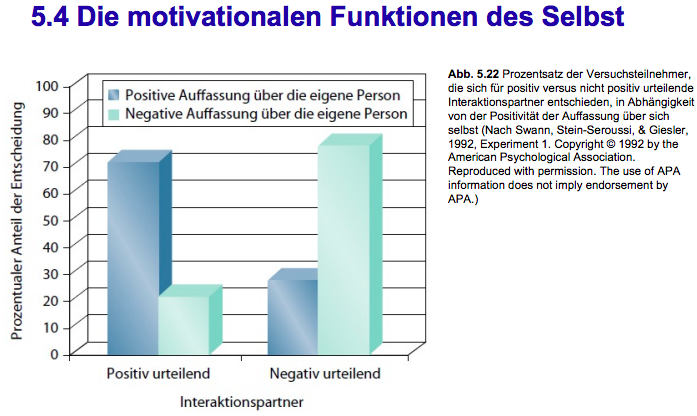 5.4 Die motivationalen Funktionen des Selbst
Prozentualer Anteil der Entscheidung
100
90
80
70
60
50
40
30
20
10
0
Positive Auffassung über die eigene Person
Negative Auffassung über die eigene Person
Positiv urteilend
Negativ urteilend
Interaktionspartner
Abb. 5.22 Prozentsatz der Versuchsteilnehmer,
die sich für positiv versus nicht positiv urteilende
Interaktionspartner entschieden, in Abhängigkeit
von der Positivität der Auffassung über sich
selbst (Nach Swann, Stein-Seroussi, & Giesler,
1992, Experiment 1. Copyright © 1992 by the
American Psychological Association.
Reproduced with permission. The use of APA
information does not imply endorsement by
APA.)